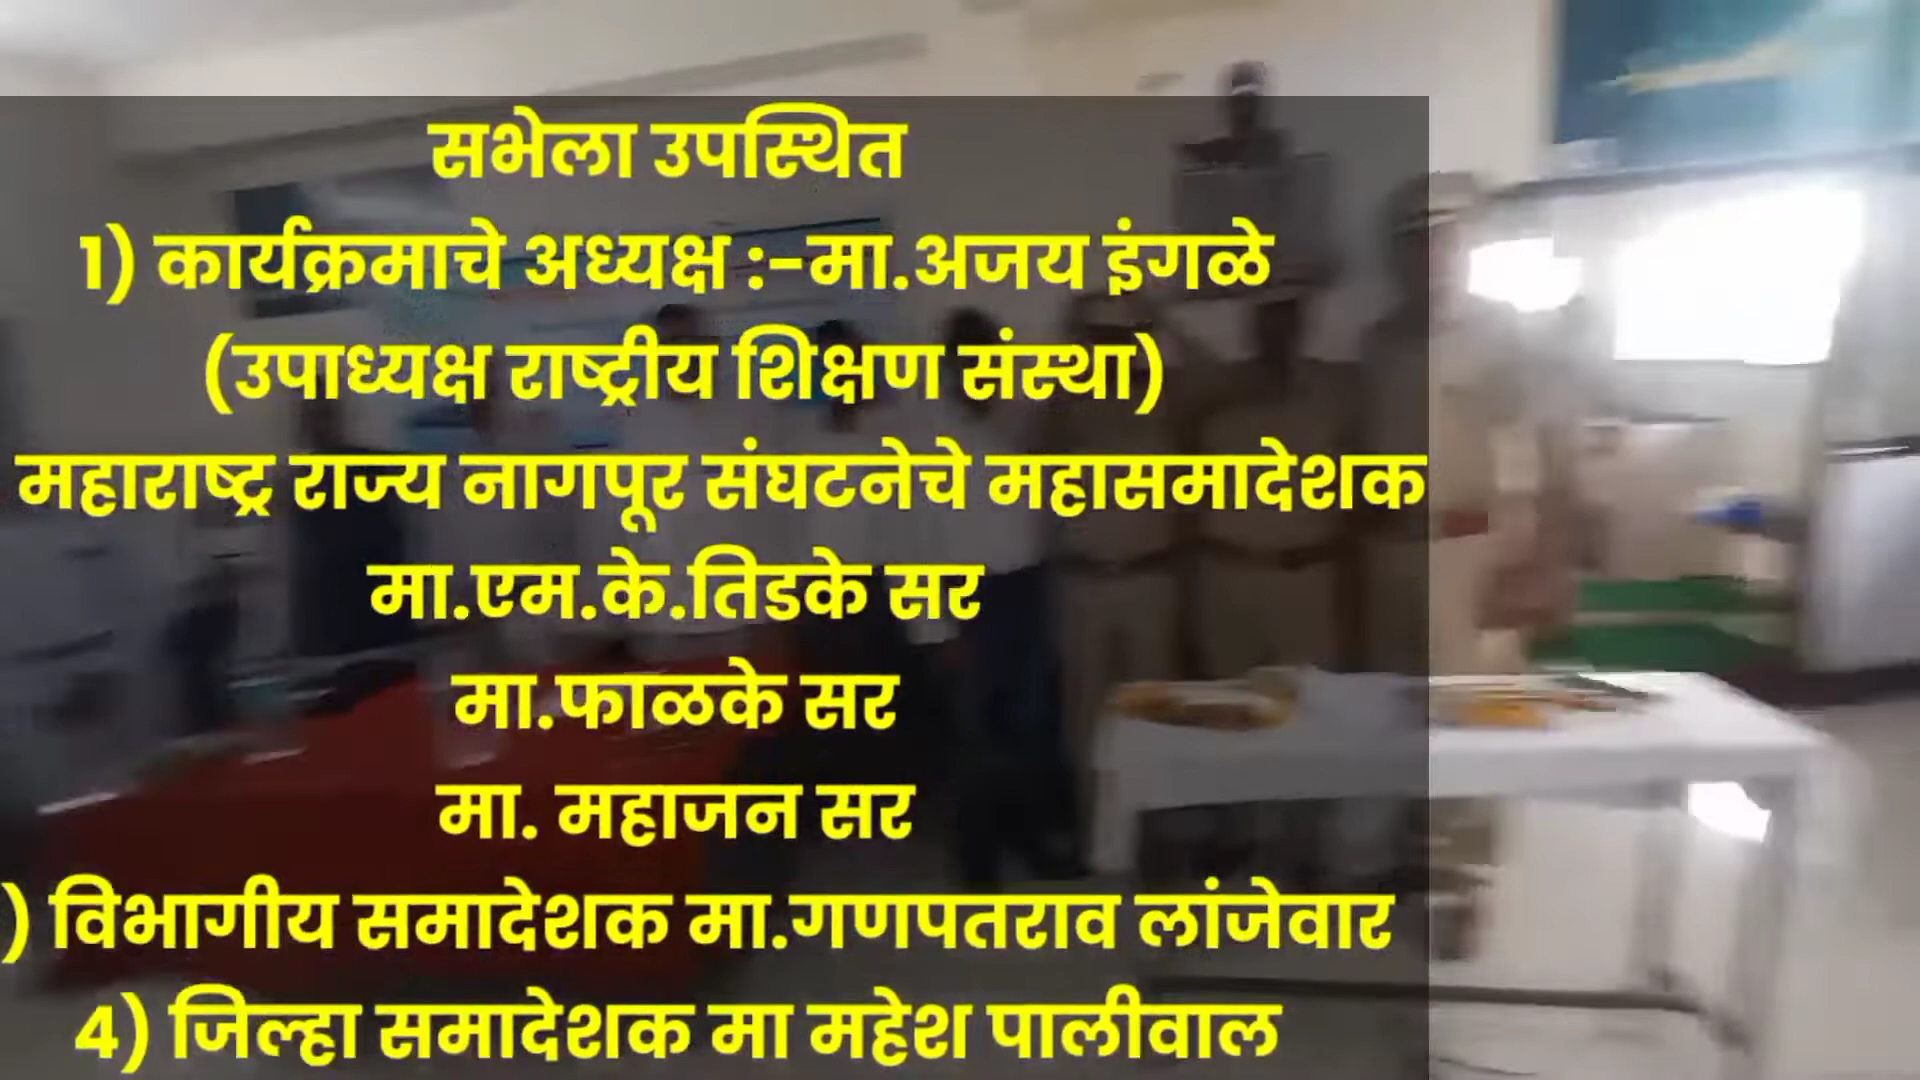 सभेला उपस्थित
1) कार्यक्रमाचे अध्यक्ष :-मा.अजय इंगळे
(उपाध्यक्ष राष्ट्रीय शिक्षण संस्था)
महाराष्ट्र राज्य नागपूर संघटनेचे महासमादेशक
मा.एम.के.तिडके सर
मा.फाळके सर
मा. महाजन सर
) विभागीय समादेशक मा.गणपतराव लांजेवार
4) जिल्हा समादेशक मा महेश पालीवाल